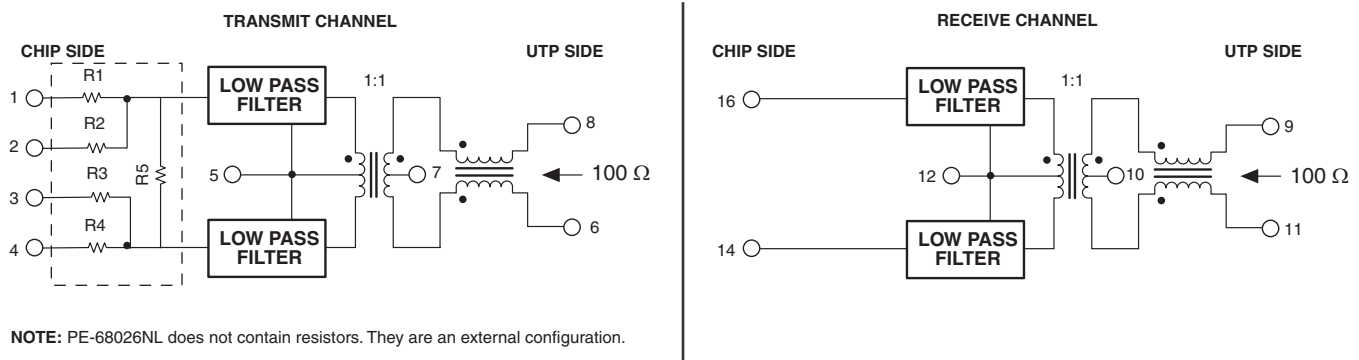 TRANSMIT CHANNEL
CHIP SIDE
UTP SIDE
R1
1
R2
2
R3
3
R4
4
R5
LOW PASS
FILTER
1:1
5
7
LOW PASS
FILTER
8
100 Ω
6
NOTE: PE-68026NL does not contain resistors. They are an external configuration.
RECEIVE CHANNEL
CHIP SIDE
UTP SIDE
16
LOW PASS
FILTER
1:1
12
10
14
LOW PASS
FILTER
9
100 Ω
11